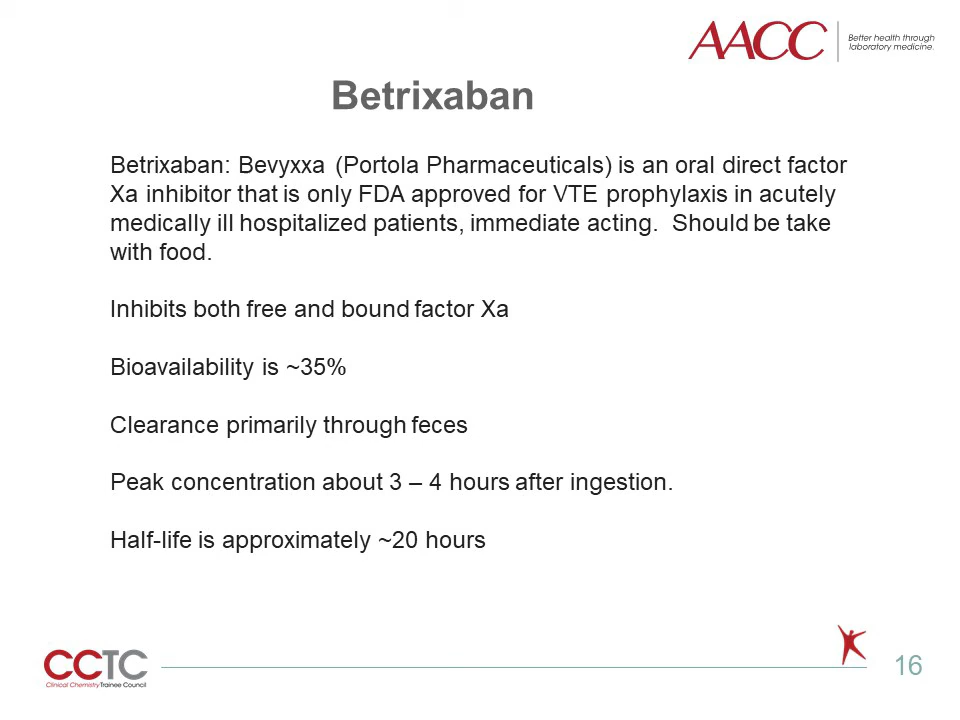 AACC
Better health through
laboratory medicine.
Betrixaban
Betrixaban: Bevyxxa (Portola Pharmaceuticals) is an oral direct factor
Xa inhibitor that is only FDA approved for VTE prophylaxis in acutely
medically ill hospitalized patients, immediate acting.  Should be take
with food.
Inhibits both free and bound factor Xa
Bioavailability is ~35%
Clearance primarily through feces
Peak concentration about 3 – 4 hours after ingestion.
Half-life is approximately ~20 hours
CCTC
Clinical Chemistry Trainee Council
16